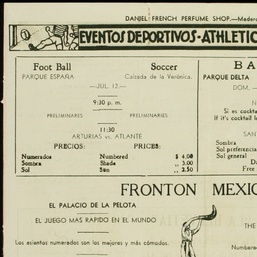 DANIEL FRENCH PERFUME SHOP.—Madero
EVENTOS DEPORTIVOS-ATHLETIC
Foot Ball Soccer
PARQUE ESPAÑA Calzada de la Verónica.
—JUL. 12.—
9:30 p. m.
PRELIMINARES PRELIMINARIES
11:30
ASTURIAS vs. ATLANTE
PRECIOS: PRICES:
Numerados Numbered $ 4.00
Sombra Shade ,, 3.00
Sol Sun ,, 2.50
BA
PARQUE DELTA
DOM. —
Si es cockta
If it's cocktail
SAN
Sombra
Sol preferencia
Sol general
D
Free
FRONTON MEXIC
EL PALACIO DE LA PELOTA
EL JUEGO MAS RAPIDO EN EL MUNDO
Los asientos numerados son los mejores y más cómodos.
THE
Numbered